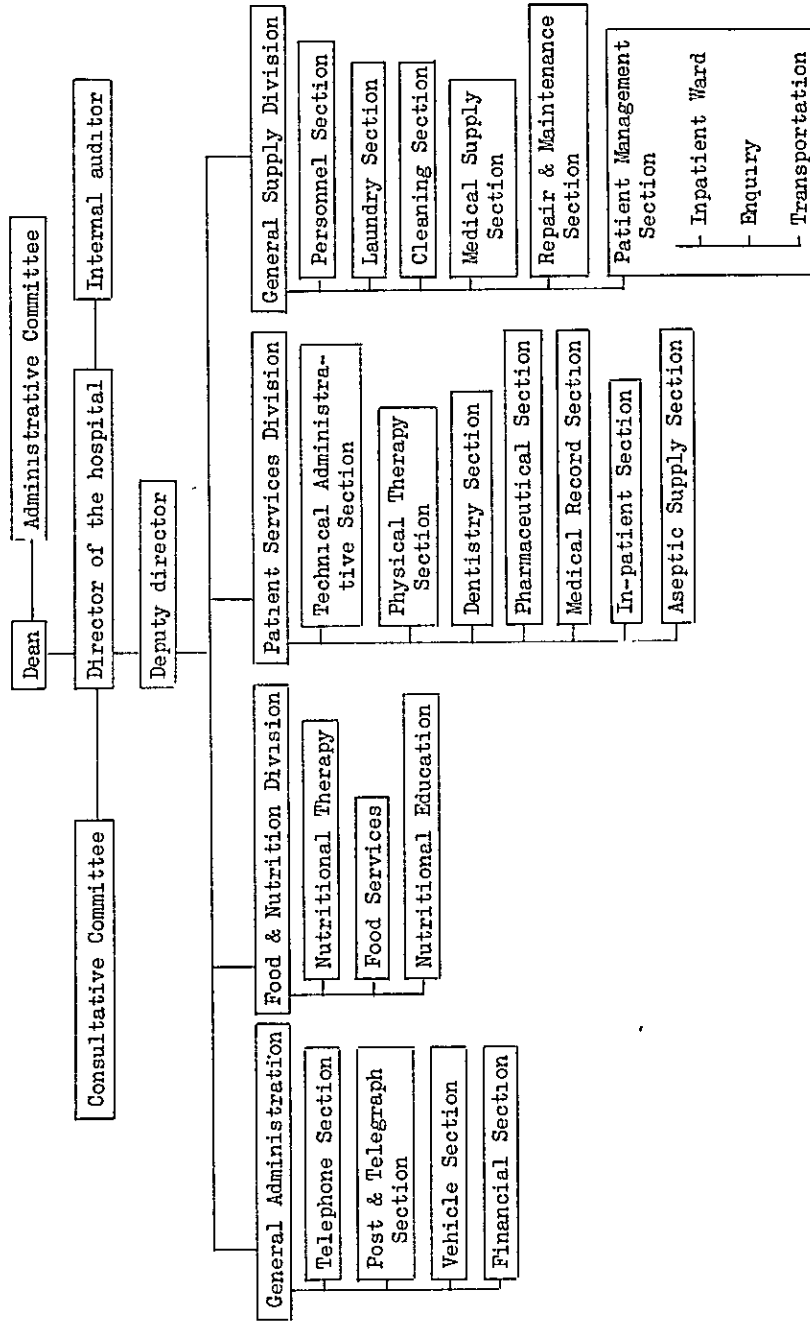 Dean
Administrative Committee
Consultative Committee
Director of the hospital
Internal auditor
Deputy director
General Administration
Telephone Section
Post & Telegraph
Section
Vehicle Section
Financial Section
Food & Nutrition Division
Nutritional Therapy
Food Services
Nutritional Education
Patient Services Division
Technical Administra-
tive Section
Physical Therapy
Section
Dentistry Section
Pharmaceutical Section
Medical Record Section
In-patient Section
Aseptic Supply Section
General Supply Division
Personnel Section
Laundry Section
Cleaning Section
Medical Supply
Section
Repair & Maintenance
Section
Patient Management
Section
Inpatient Ward
Enquiry
Transportation